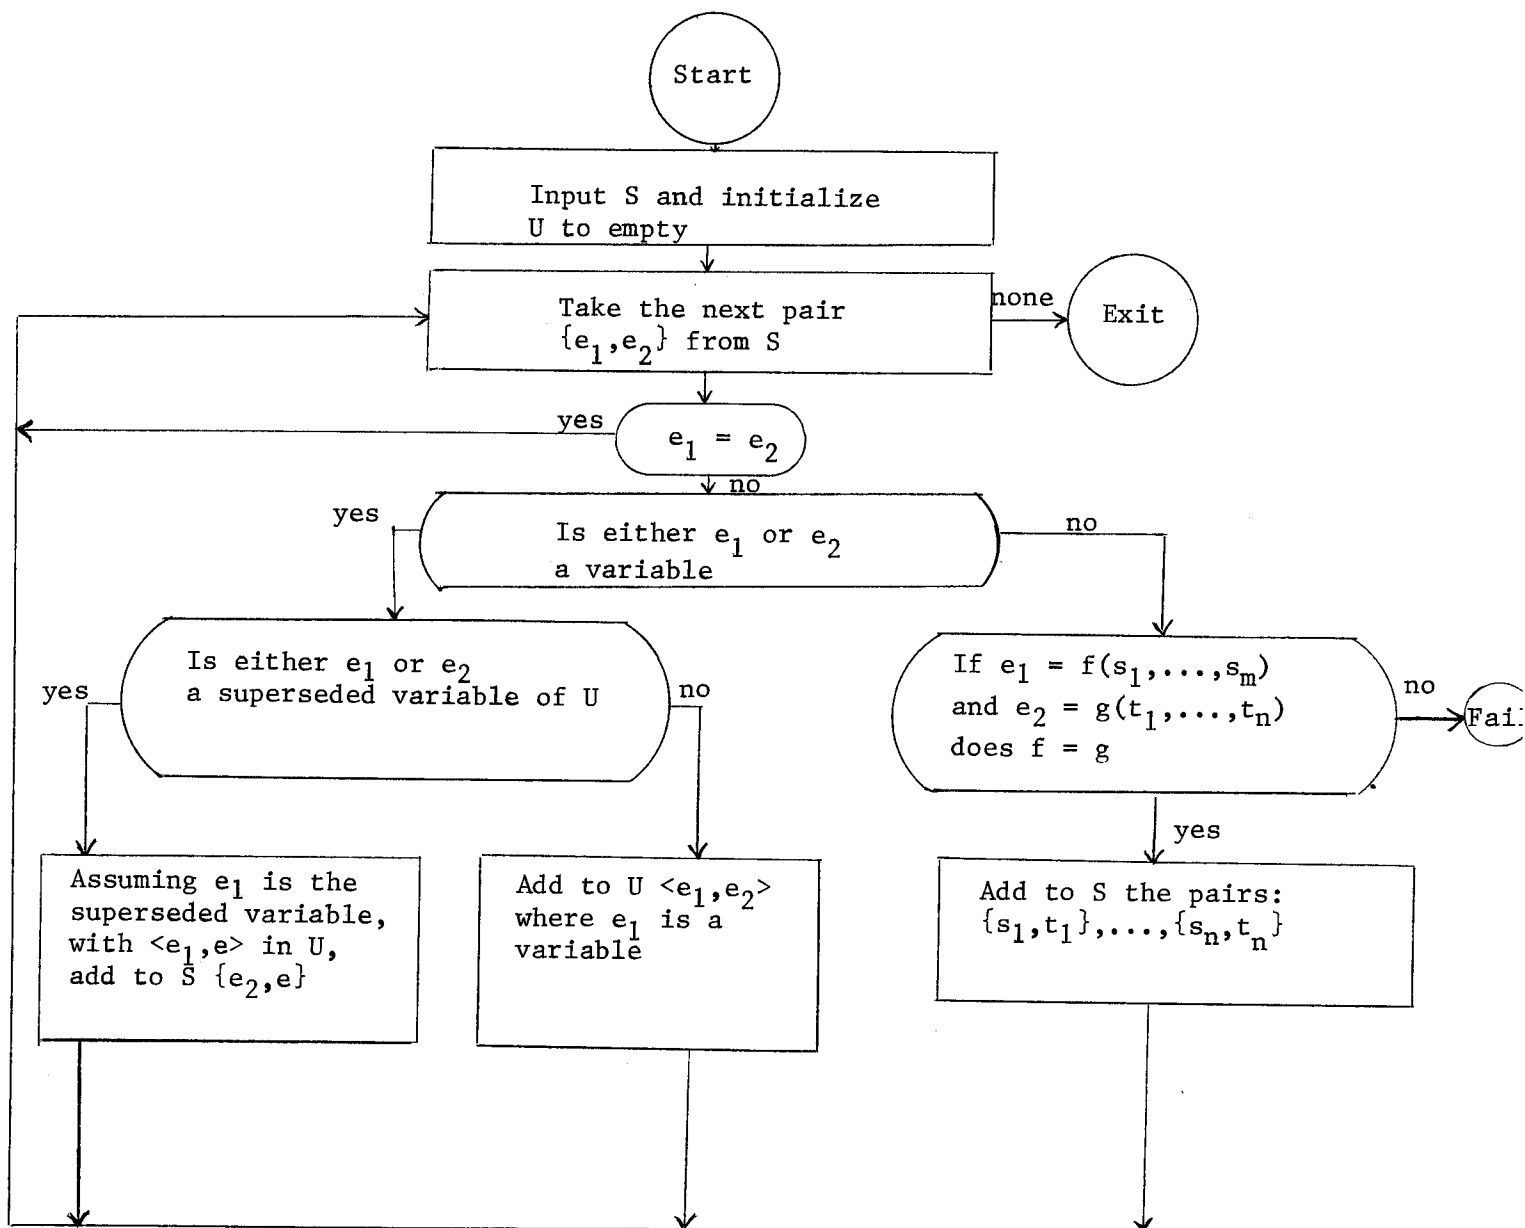 Start
Input S and initialize
U to empty
Take the next pair
{e₁,e₂} from S
none
Exit
yes
e₁ = e₂
no
yes
Is either e₁ or e₂
a variable
no
Is either e₁ or e₂
a superseded variable of U
yes
no
If e₁ = f(s₁,...,sₘ)
and e₂ = g(t₁,...,tₙ)
does f = g
no
Fail
yes
Assuming e₁ is the
superseded variable,
with <e₁,e> in U,
add to S {e₂,e}
Add to U <e₁,e₂>
where e₁ is a
variable
Add to S the pairs:
{s₁,t₁},...,{sₙ,tₙ}